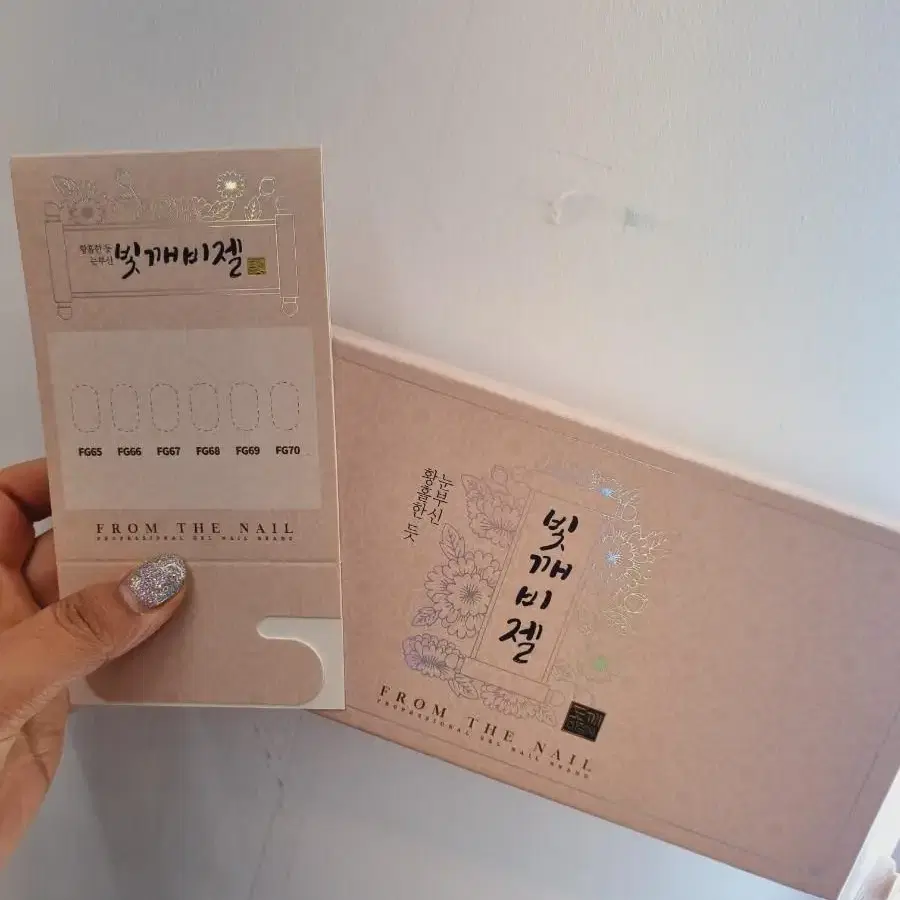 황홀한 듯
눈부신
빛깨비젤
FG65 FG66 FG67 FG68 FG69 FG70
FROM THE NAIL
PROFESSIONAL GEL NAIL BRAND
눈부신
황홀한 듯
빛깨비젤
FROM THE NAIL
PROFESSIONAL GEL NAIL BRAND
도깨